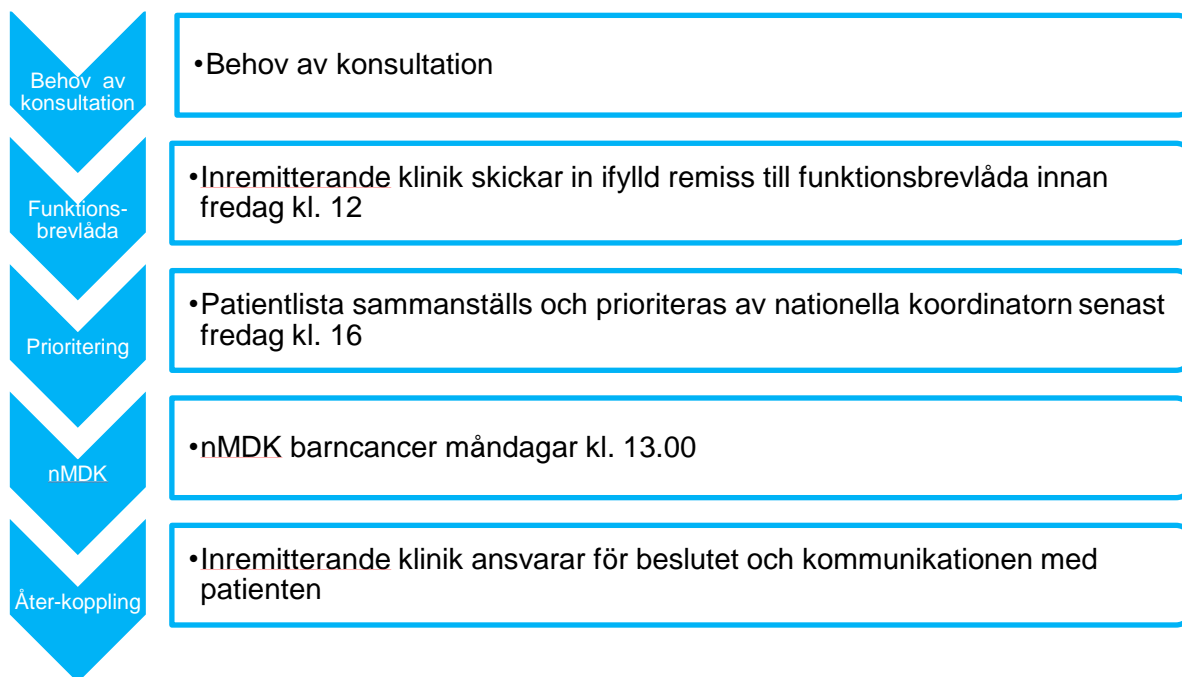 Behov av
konsultation
•Behov av konsultation
Funktions-
brevlåda
•Inremitterande klinik skickar in ifylld remiss till funktionsbrevlåda innan
fredag kl. 12
Prioritering
•Patientlista sammanställs och prioriteras av nationella koordinatorn senast
fredag kl. 16
nMDK
•nMDK barncancer måndagar kl. 13.00
Åter-koppling
•Inremitterande klinik ansvarar för beslutet och kommunikationen med
patienten